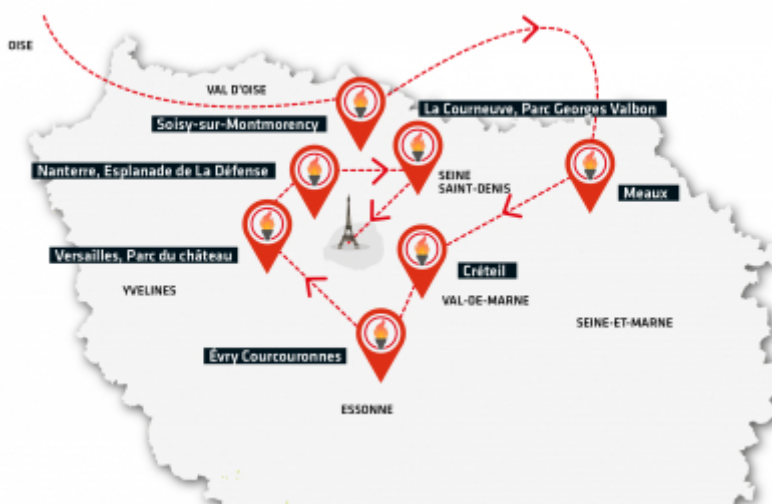 OISE
VAL D'OISE
Soisy-sur-Montmorency
La Courneuve, Parc Georges Valbon
Nanterre, Esplanade de La Défense
SEINE
SAINT-DENIS
Meaux
Versailles, Parc du château
Créteil
YVELINES
VAL-DE-MARNE
SEINE-ET-MARNE
Évry Courcouronnes
ESSONNE